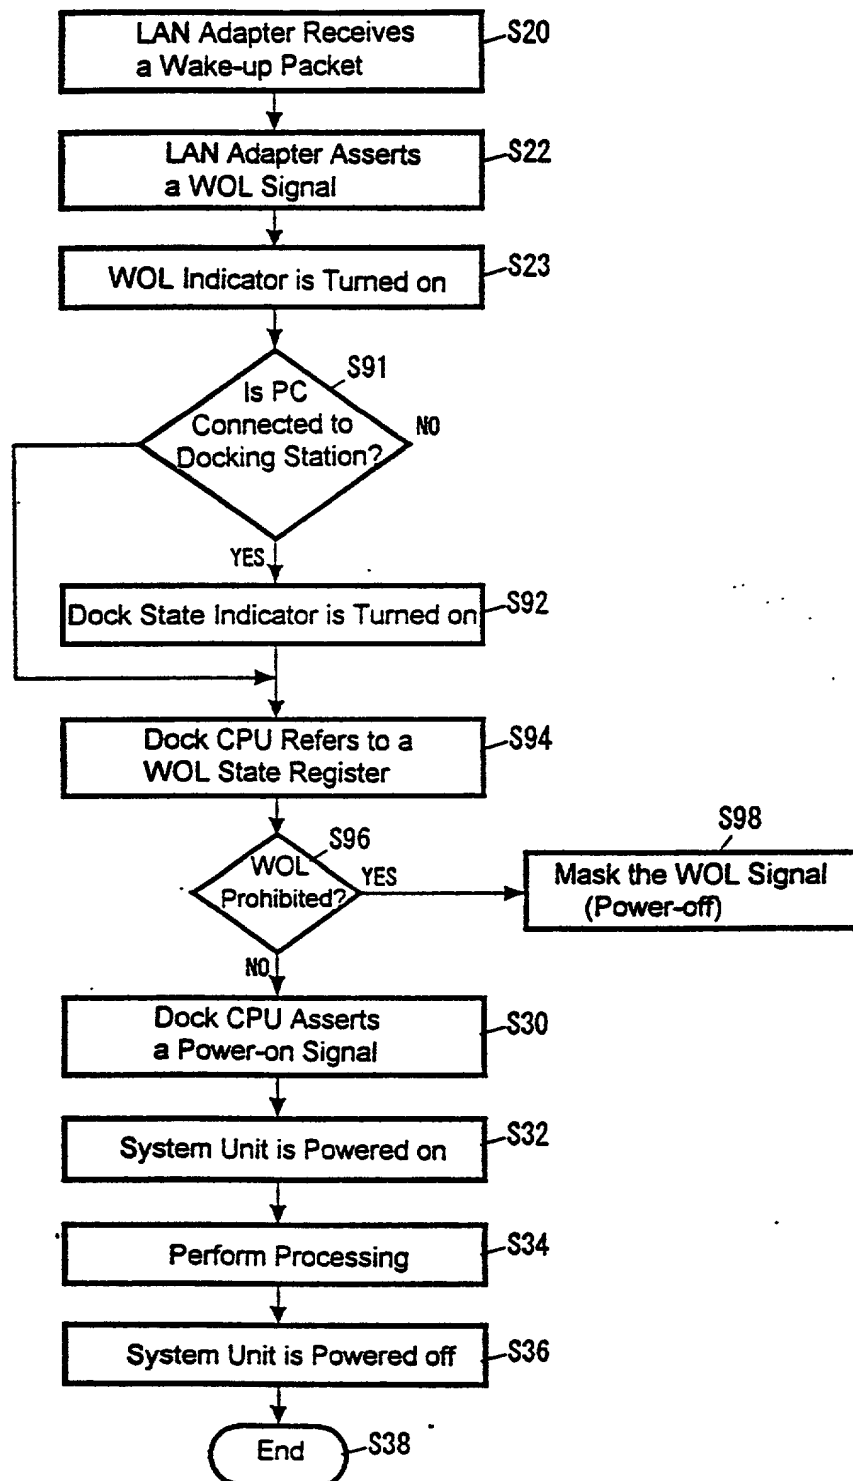 LAN Adapter Receives
a Wake-up Packet
S20
LAN Adapter Asserts
a WOL Signal
S22
WOL Indicator is Turned on
S23
S91
Is PC
Connected to
Docking Station?
NO
YES
Dock State Indicator is Turned on
S92
Dock CPU Refers to a
WOL State Register
S94
S96
WOL
Prohibited?
YES
S98
Mask the WOL Signal
(Power-off)
NO
Dock CPU Asserts
a Power-on Signal
S30
System Unit is Powered on
S32
Perform Processing
S34
System Unit is Powered off
S36
End
S38